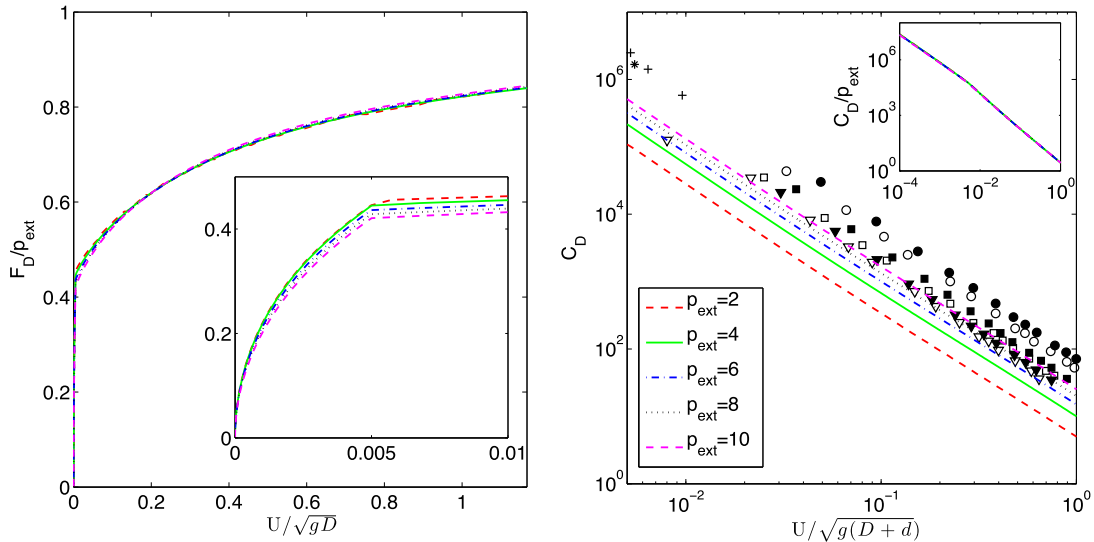 1
0.8
0.6
0.4
0.2
0
F_D/p_ext
0 0.2 0.4 0.6 0.8 1
U/√gD
0.4
0.2
0
0 0.005 0.01
10^6
10^4
10^2
10^0
C_D
10^-2 10^-1 10^0
U/√g(D + d)
p_ext=2
p_ext=4
p_ext=6
p_ext=8
p_ext=10
10^6
10^3
10^0
C_D/p_ext
10^-4 10^-2 10^0